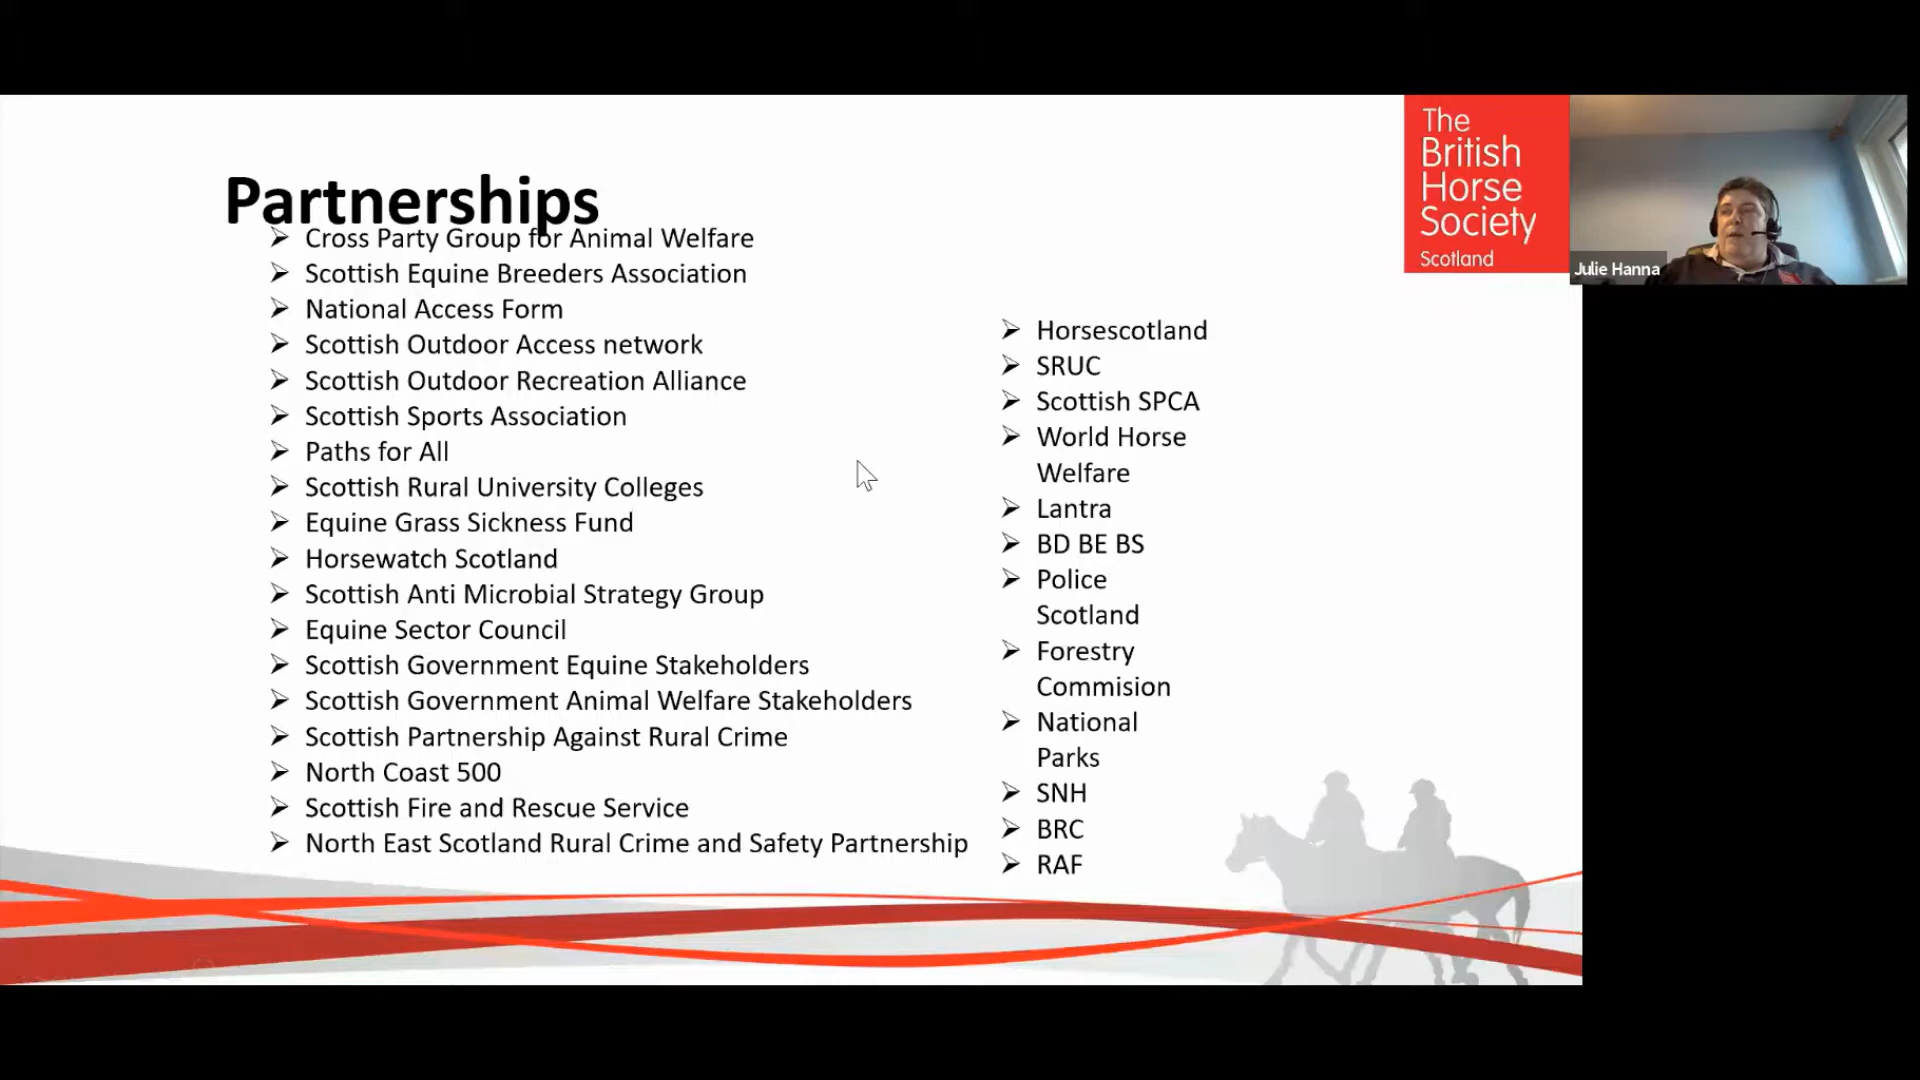 Partnerships
Cross Party Group for Animal Welfare
Scottish Equine Breeders Association
National Access Form
Scottish Outdoor Access network
Scottish Outdoor Recreation Alliance
Scottish Sports Association
Paths for All
Scottish Rural University Colleges
Equine Grass Sickness Fund
Horsewatch Scotland
Scottish Anti Microbial Strategy Group
Equine Sector Council
Scottish Government Equine Stakeholders
Scottish Government Animal Welfare Stakeholders
Scottish Partnership Against Rural Crime
North Coast 500
Scottish Fire and Rescue Service
North East Scotland Rural Crime and Safety Partnership
Horsescotland
SRUC
Scottish SPCA
World Horse
Welfare
Lantra
BD BE BS
Police
Scotland
Forestry
Commision
National
Parks
SNH
BRC
RAF
The
British
Horse
Society
Scotland
Julie Hanna